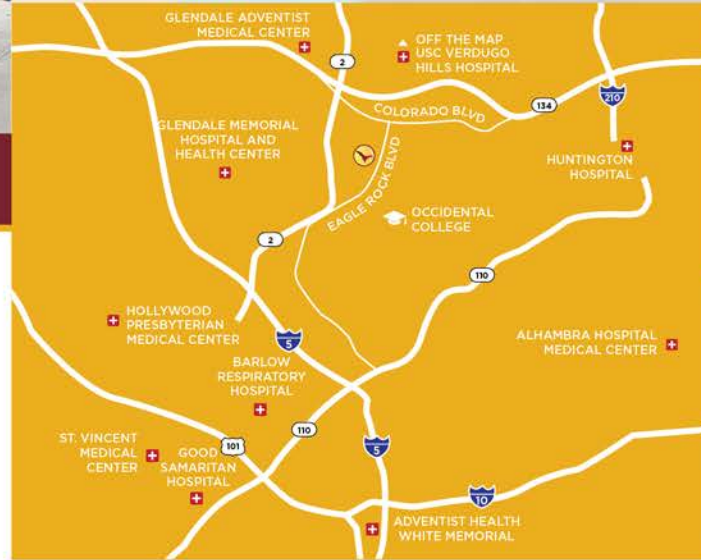 GLENDALE ADVENTIST
MEDICAL CENTER
OFF THE MAP
USC VERDUGO
HILLS HOSPITAL
2
134
210
COLORADO BLVD
GLENDALE MEMORIAL
HOSPITAL AND
HEALTH CENTER
HUNTINGTON
HOSPITAL
EAGLE ROCK BLVD
OCCIDENTAL
COLLEGE
2
110
HOLLYWOOD
PRESBYTERIAN
MEDICAL CENTER
5
ALHAMBRA HOSPITAL
MEDICAL CENTER
BARLOW
RESPIRATORY
HOSPITAL
110
101
5
ST. VINCENT
MEDICAL
CENTER
GOOD
SAMARITAN
HOSPITAL
10
ADVENTIST HEALTH
WHITE MEMORIAL